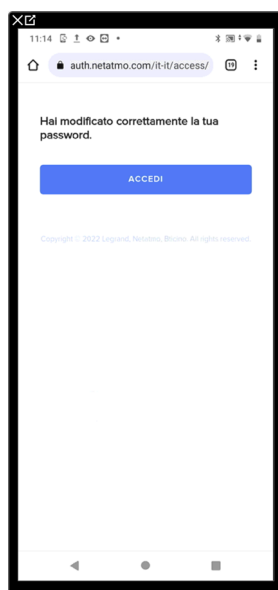 11:14
auth.netatmo.com/it-it/access/
19
Hai modificato correttamente la tua
password.
ACCEDI
Copyright © 2022 Legrand, Netatmo, Bticino. All rights reserved.